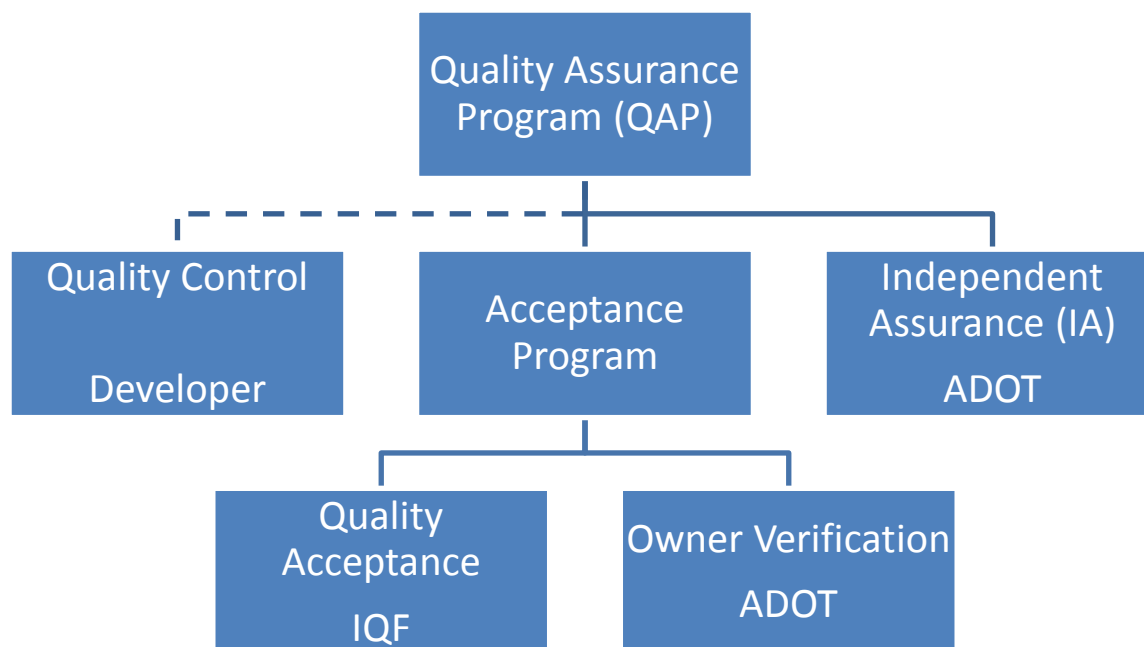 Quality Assurance
Program (QAP)
Quality Control
Developer
Acceptance
Program
Independent
Assurance (IA)
ADOT
Quality
Acceptance
IQF
Owner Verification
ADOT